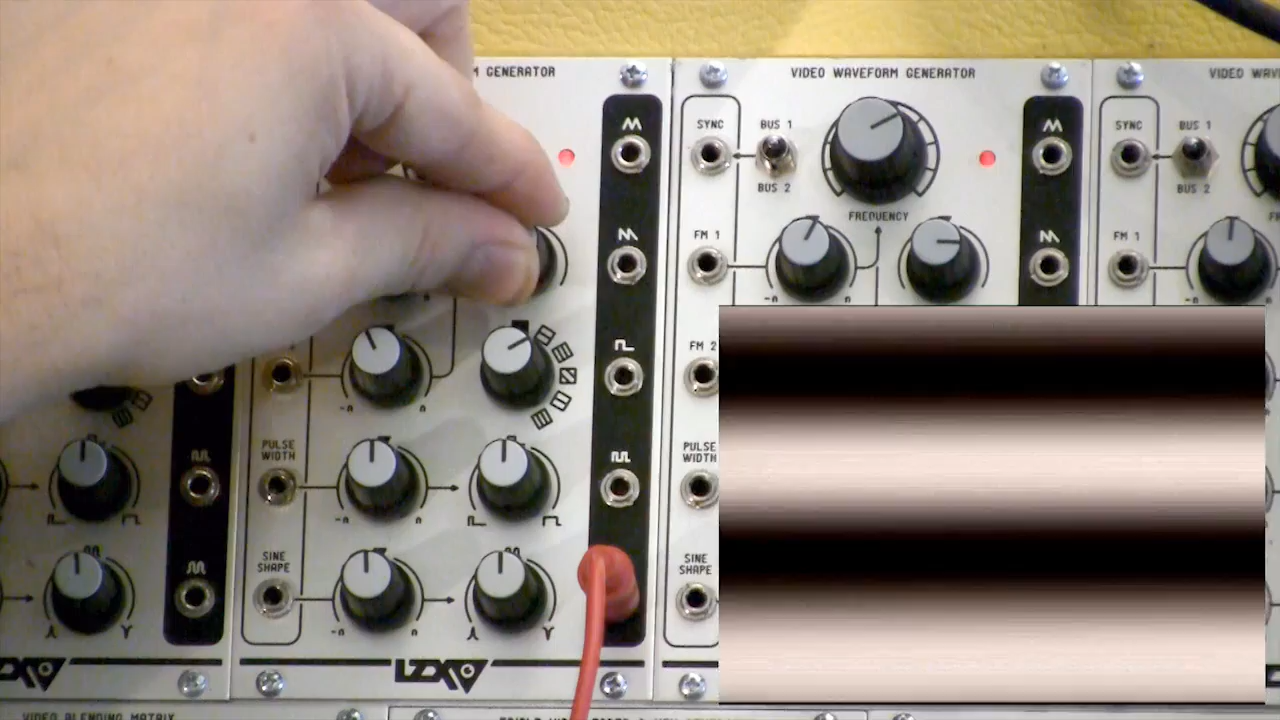 M GENERATOR
VIDEO WAVEFORM GENERATOR
VIDEO WAV
SYNC
BUS 1
BUS 2
FREQUENCY
FM 1
FM 2
PULSE
WIDTH
SINE
SHAPE
SYNC
BUS 1
BUS 2
FM 1
PULSE
WIDTH
SINE
SHAPE
LZX
VIDEO BLENDING MATRIX